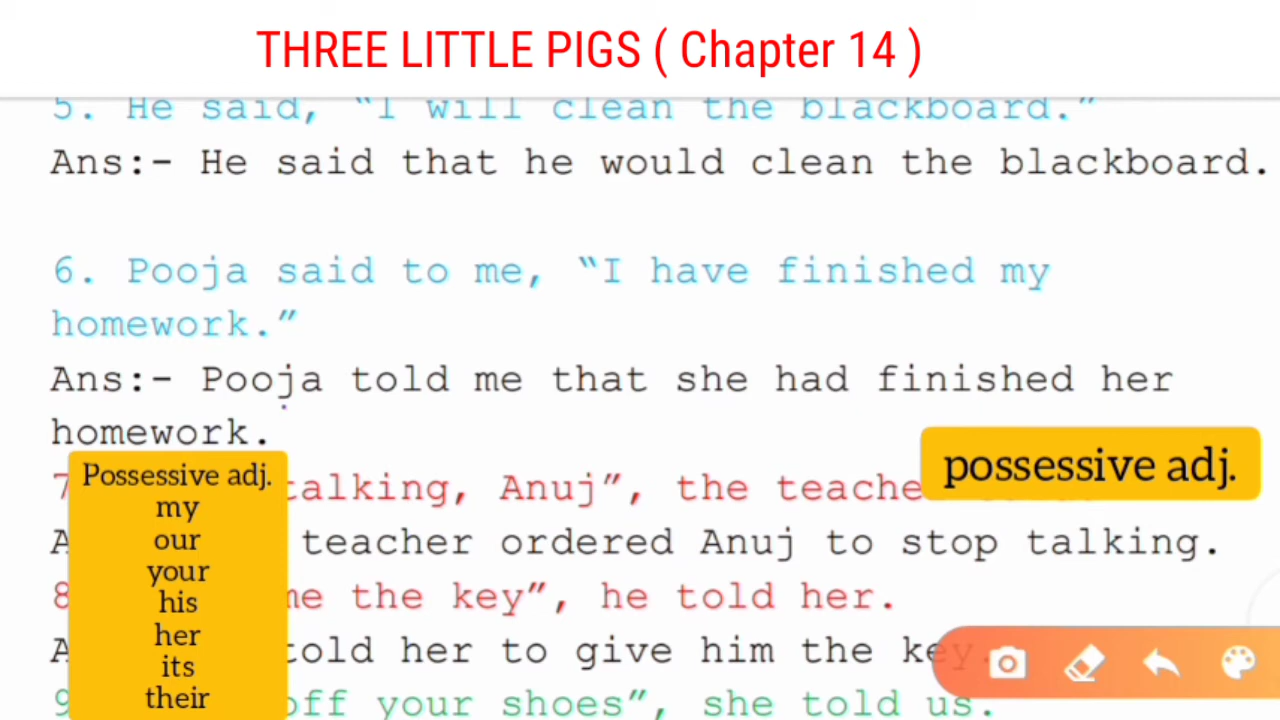 THREE LITTLE PIGS ( Chapter 14 )
5. He said, “I will clean the blackboard.”
Ans:- He said that he would clean the blackboard.
6. Pooja said to me, “I have finished my
homework.”
Ans:- Pooja told me that she had finished her
homework.
possessive adj.
7 talking, Anuj”, the teache
A teacher ordered Anuj to stop talking.
8 me the key”, he told her.
A told her to give him the key.
9 off your shoes”, she told us.
Possessive adj.
my
our
your
his
her
its
their